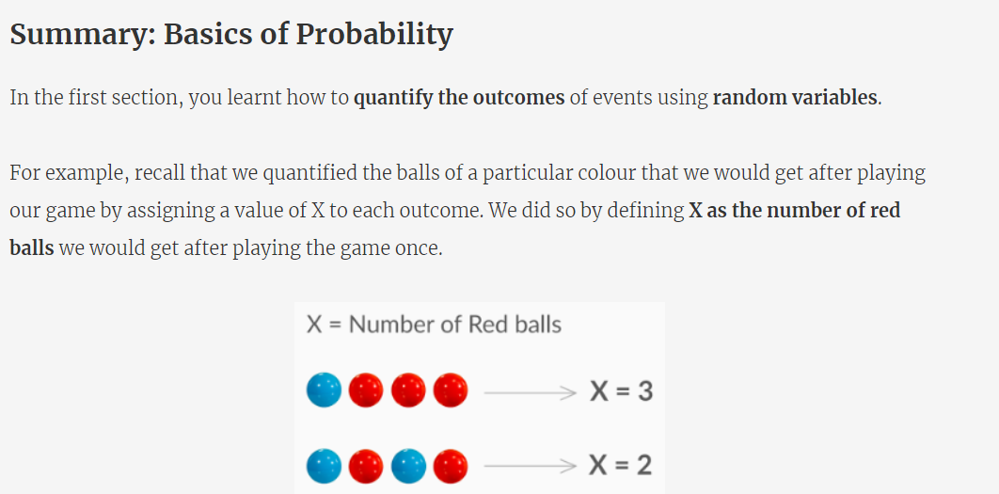 Summary: Basics of Probability
In the first section, you learnt how to quantify the outcomes of events using random variables.
For example, recall that we quantified the balls of a particular colour that we would get after playing
our game by assigning a value of X to each outcome. We did so by defining X as the number of red
balls we would get after playing the game once.
X = Number of Red balls
X = 3
X = 2